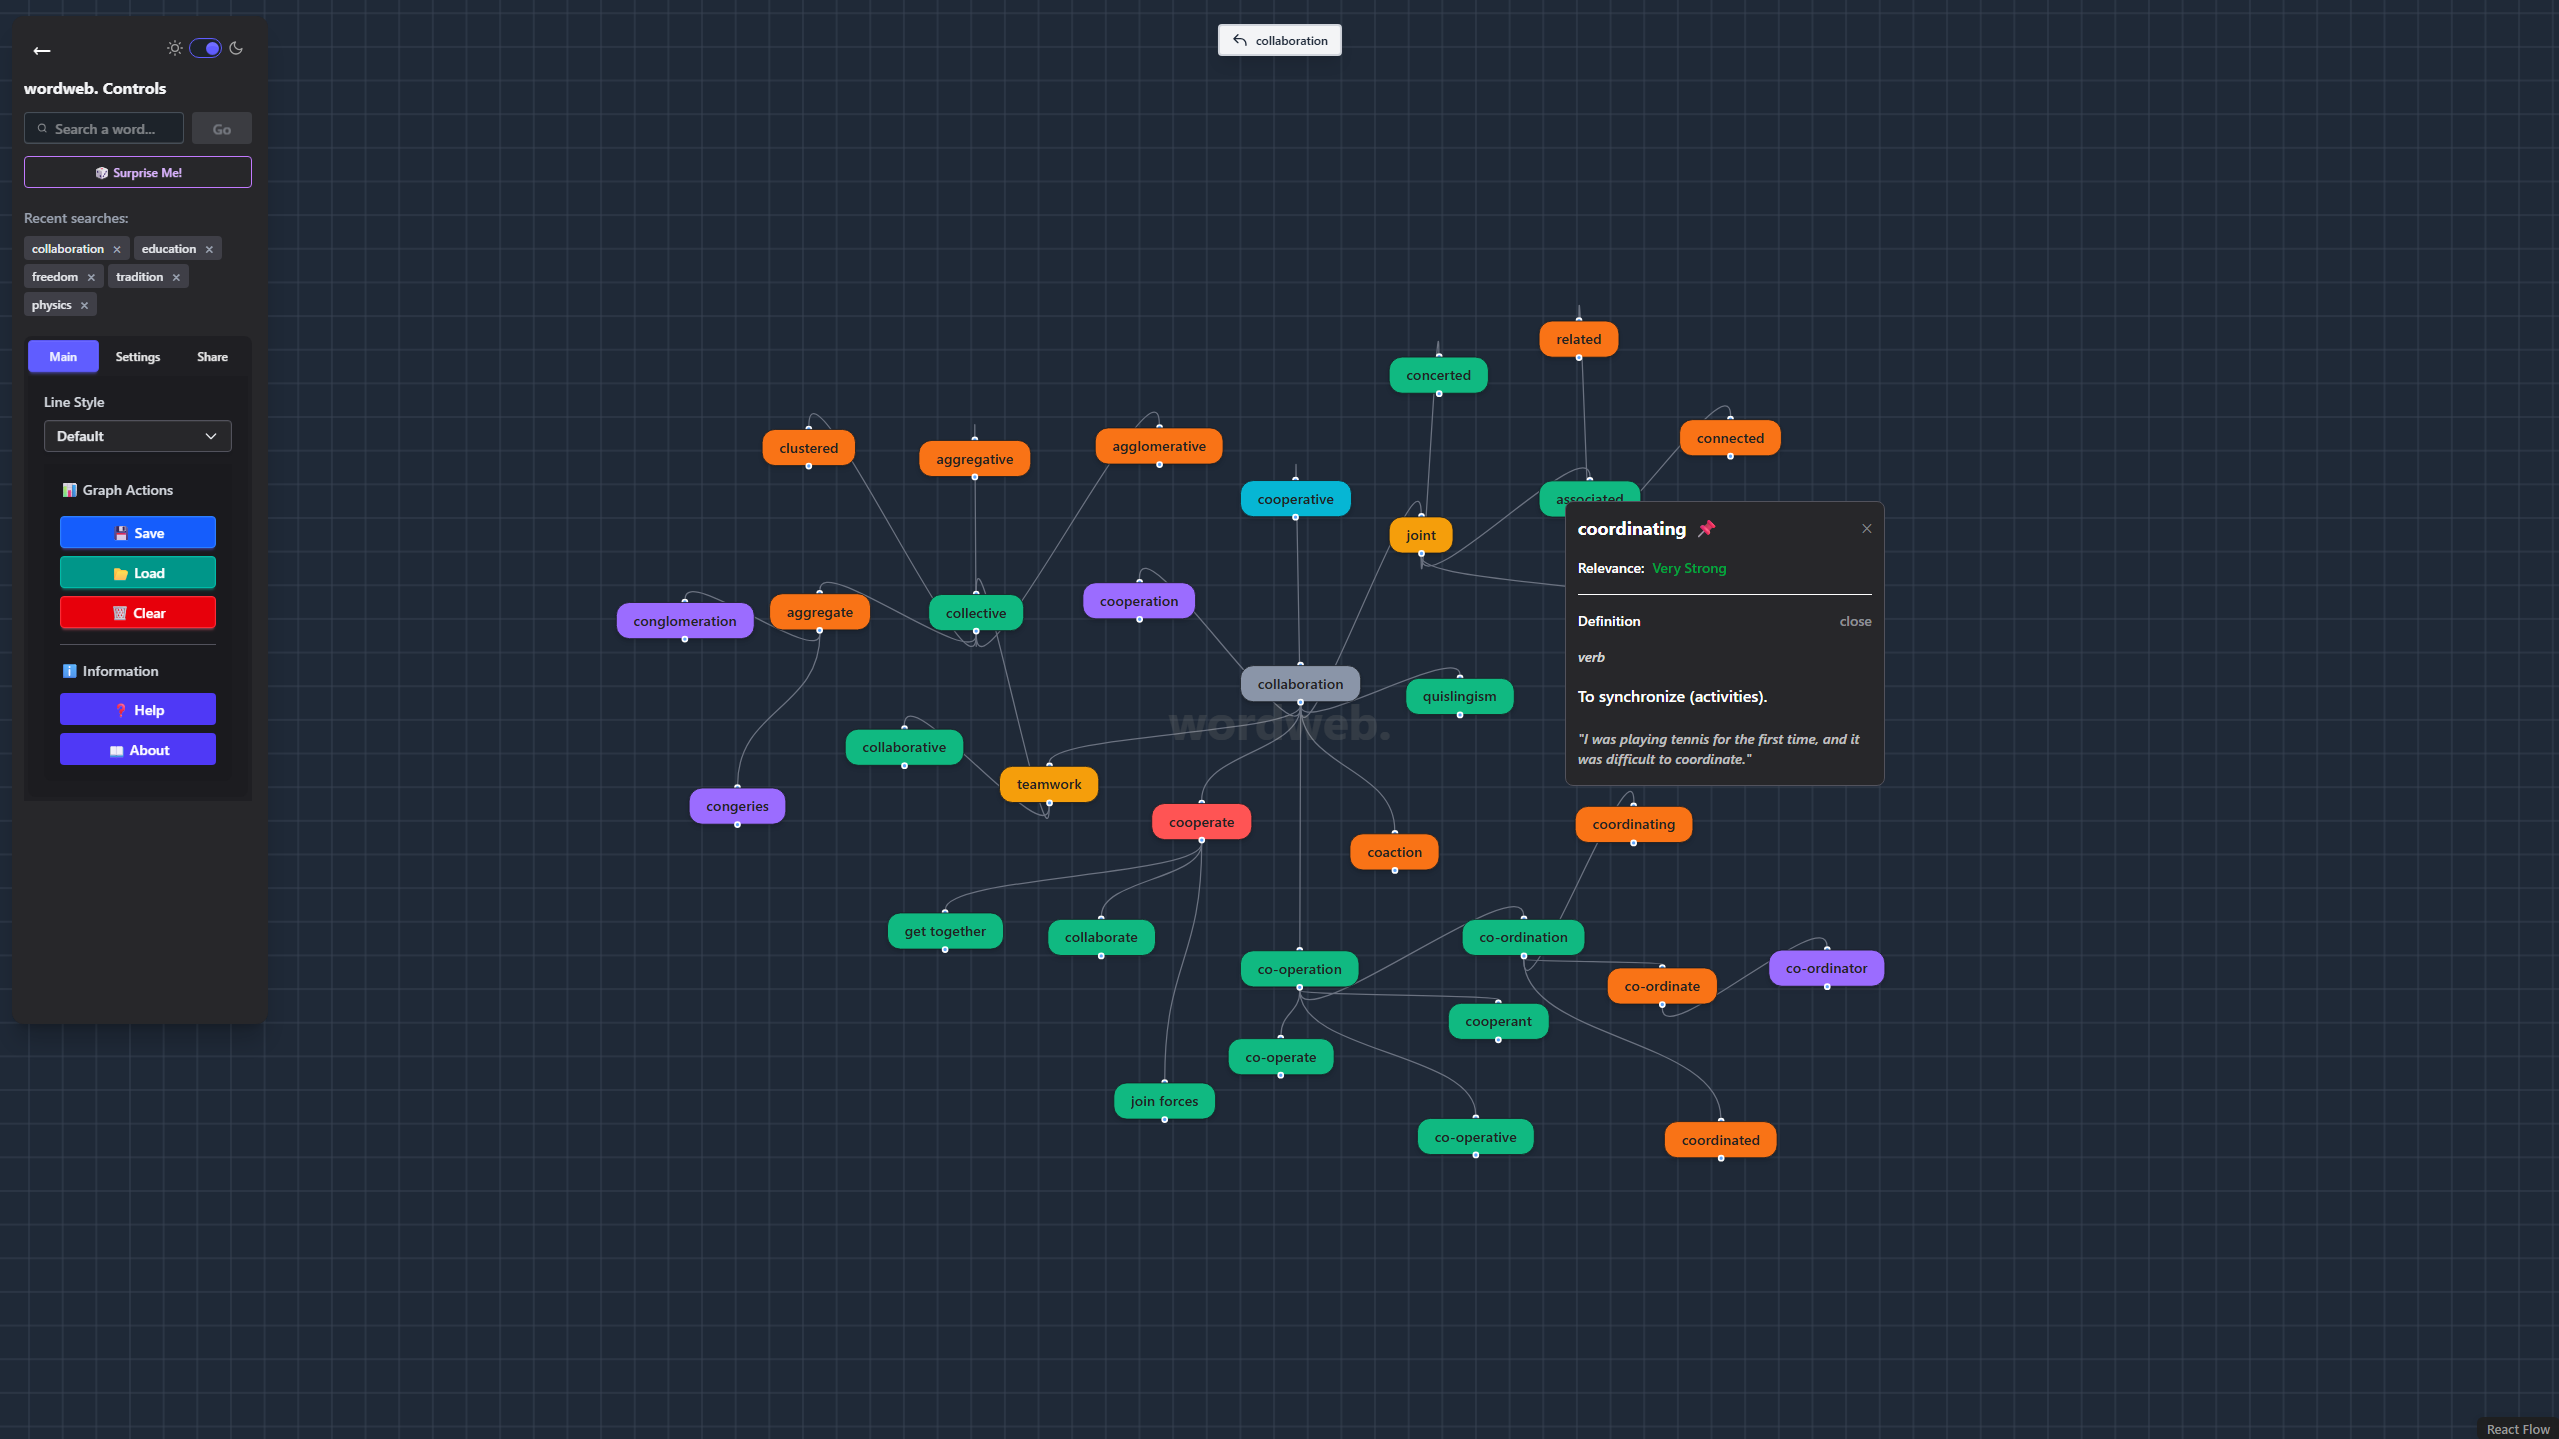 collaboration
wordweb. Controls
Search a word...
Go
Surprise Me!
Recent searches:
collaboration × education ×
freedom × tradition ×
physics ×
Main Settings Share
Line Style
Default
Graph Actions
Save
Load
Clear
Information
Help
About
related
concerted
connected
clustered
aggregative
agglomerative
cooperative
associated
joint
cooperation
conglomeration
aggregate
collective
collaboration
quislingism
wordweb.
collaborative
teamwork
congeries
cooperate
coaction
coordinating
get together
collaborate
co-operation
co-ordination
co-ordinate
co-ordinator
cooperant
co-operate
join forces
co-operative
coordinated
coordinating
Relevance: Very Strong
Definition
close
verb
To synchronize (activities).
"I was playing tennis for the first time, and it
was difficult to coordinate."
React Flow